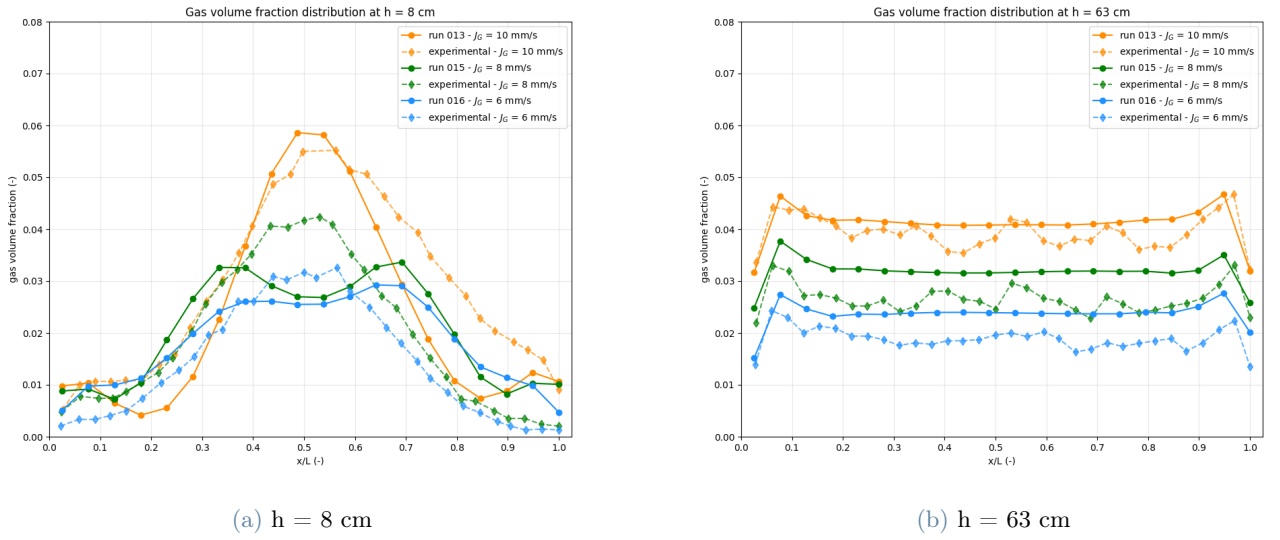 Gas volume fraction distribution at h = 8 cm
run 013 - J_G = 10 mm/s
experimental - J_G = 10 mm/s
run 015 - J_G = 8 mm/s
experimental - J_G = 8 mm/s
run 016 - J_G = 6 mm/s
experimental - J_G = 6 mm/s
gas volume fraction (-)
0.08
0.07
0.06
0.05
0.04
0.03
0.02
0.01
0.00
0.0 0.1 0.2 0.3 0.4 0.5 0.6 0.7 0.8 0.9 1.0
x/L (-)
(a) h = 8 cm
Gas volume fraction distribution at h = 63 cm
run 013 - J_G = 10 mm/s
experimental - J_G = 10 mm/s
run 015 - J_G = 8 mm/s
experimental - J_G = 8 mm/s
run 016 - J_G = 6 mm/s
experimental - J_G = 6 mm/s
gas volume fraction (-)
0.08
0.07
0.06
0.05
0.04
0.03
0.02
0.01
0.00
0.0 0.1 0.2 0.3 0.4 0.5 0.6 0.7 0.8 0.9 1.0
x/L (-)
(b) h = 63 cm